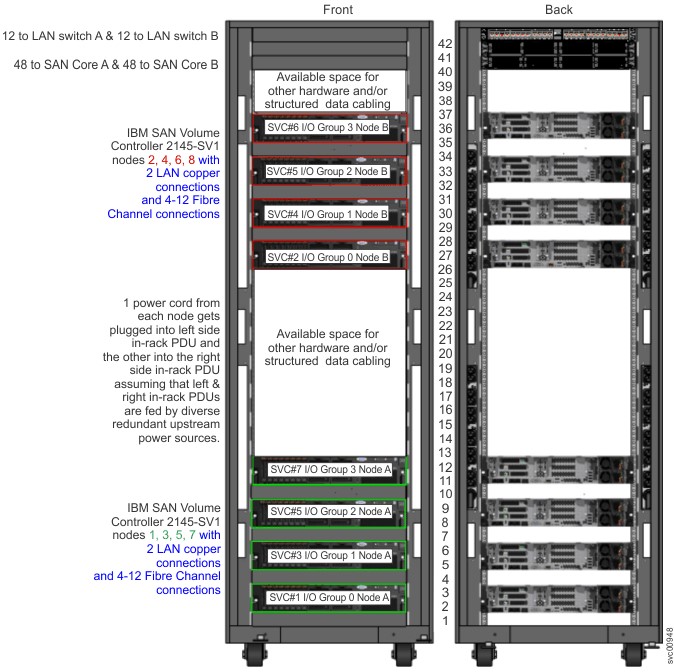 Front
Back
12 to LAN switch A & 12 to LAN switch B
48 to SAN Core A & 48 to SAN Core B
Available space for
other hardware and/or
structured data cabling
SVC#6 I/O Group 3 Node B
IBM SAN Volume
Controller 2145-SV1
nodes 2, 4, 6, 8 with
2 LAN copper
connections
and 4-12 Fibre
Channel connections
SVC#5 I/O Group 2 Node B
SVC#4 I/O Group 1 Node B
SVC#2 I/O Group 0 Node B
1 power cord from
each node gets
plugged into left side
in-rack PDU and
the other into the right
side in-rack PDU
assuming that left &
right in-rack PDUs
are fed by diverse
redundant upstream
power sources.
Available space for
other hardware and/or
structured data cabling
SVC#7 I/O Group 3 Node A
IBM SAN Volume
Controller 2145-SV1
nodes 1, 3, 5, 7 with
2 LAN copper
connections
and 4-12 Fibre Channel
connections
SVC#5 I/O Group 2 Node A
SVC#3 I/O Group 1 Node A
SVC#1 I/O Group 0 Node A
42
41
40
39
38
37
36
35
34
33
32
31
30
29
28
27
26
25
24
23
22
21
20
19
18
17
16
15
14
13
12
11
10
9
8
7
6
5
4
3
2
1
svc00948